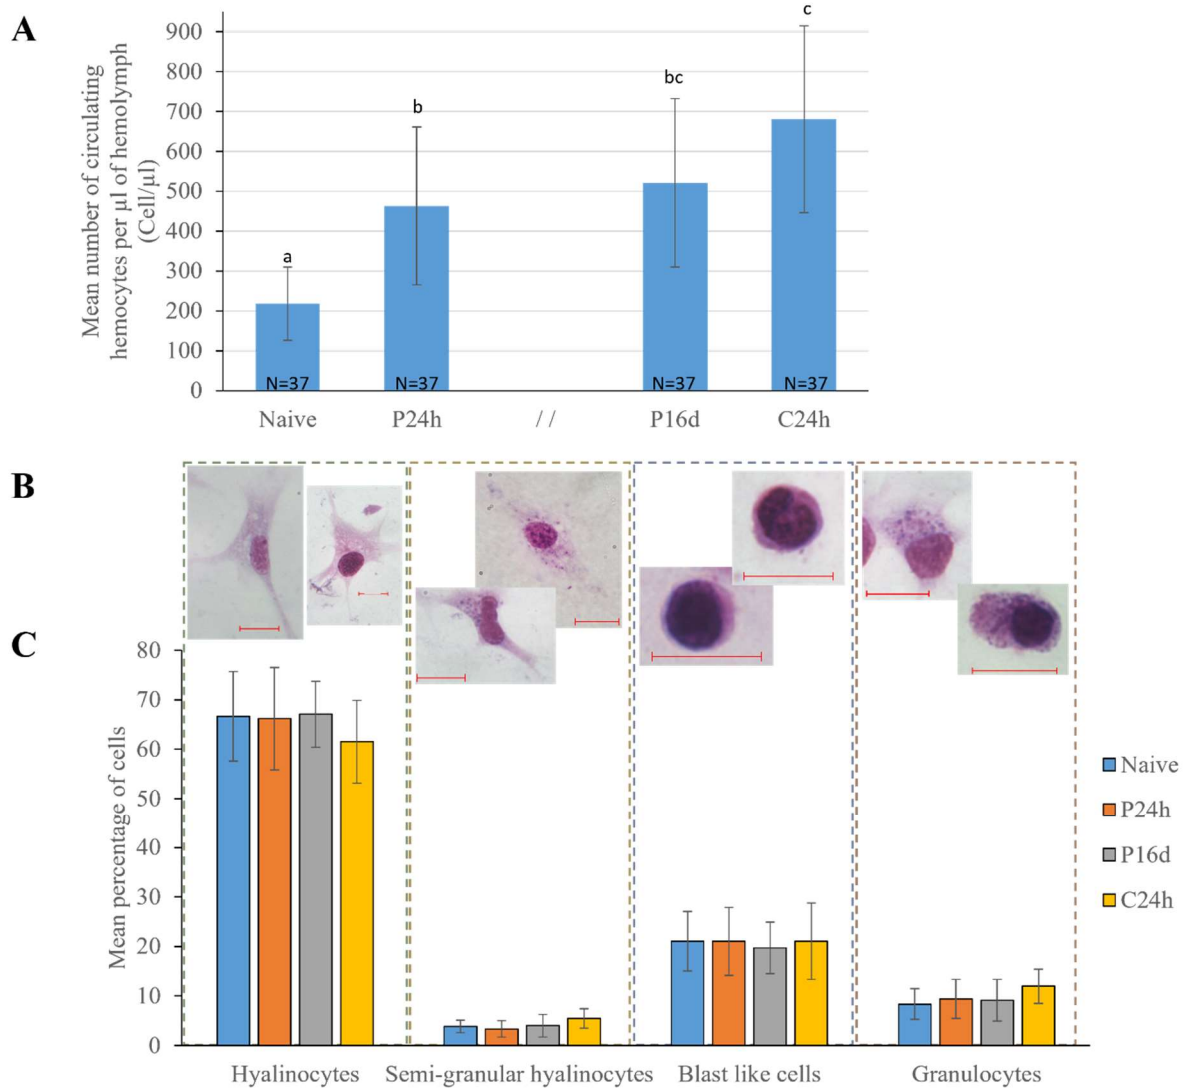 A
Mean number of circulating
hemocytes per µl of hemolymph
(Cell/µl)
900
800
700
600
500
400
300
200
100
0
a
b
bc
c
N=37
N=37
N=37
N=37
Naive
P24h
/ /
P16d
C24h
B
C
Mean percentage of cells
80
70
60
50
40
30
20
10
0
Naive
P24h
P16d
C24h
Hyalinocytes
Semi-granular hyalinocytes
Blast like cells
Granulocytes